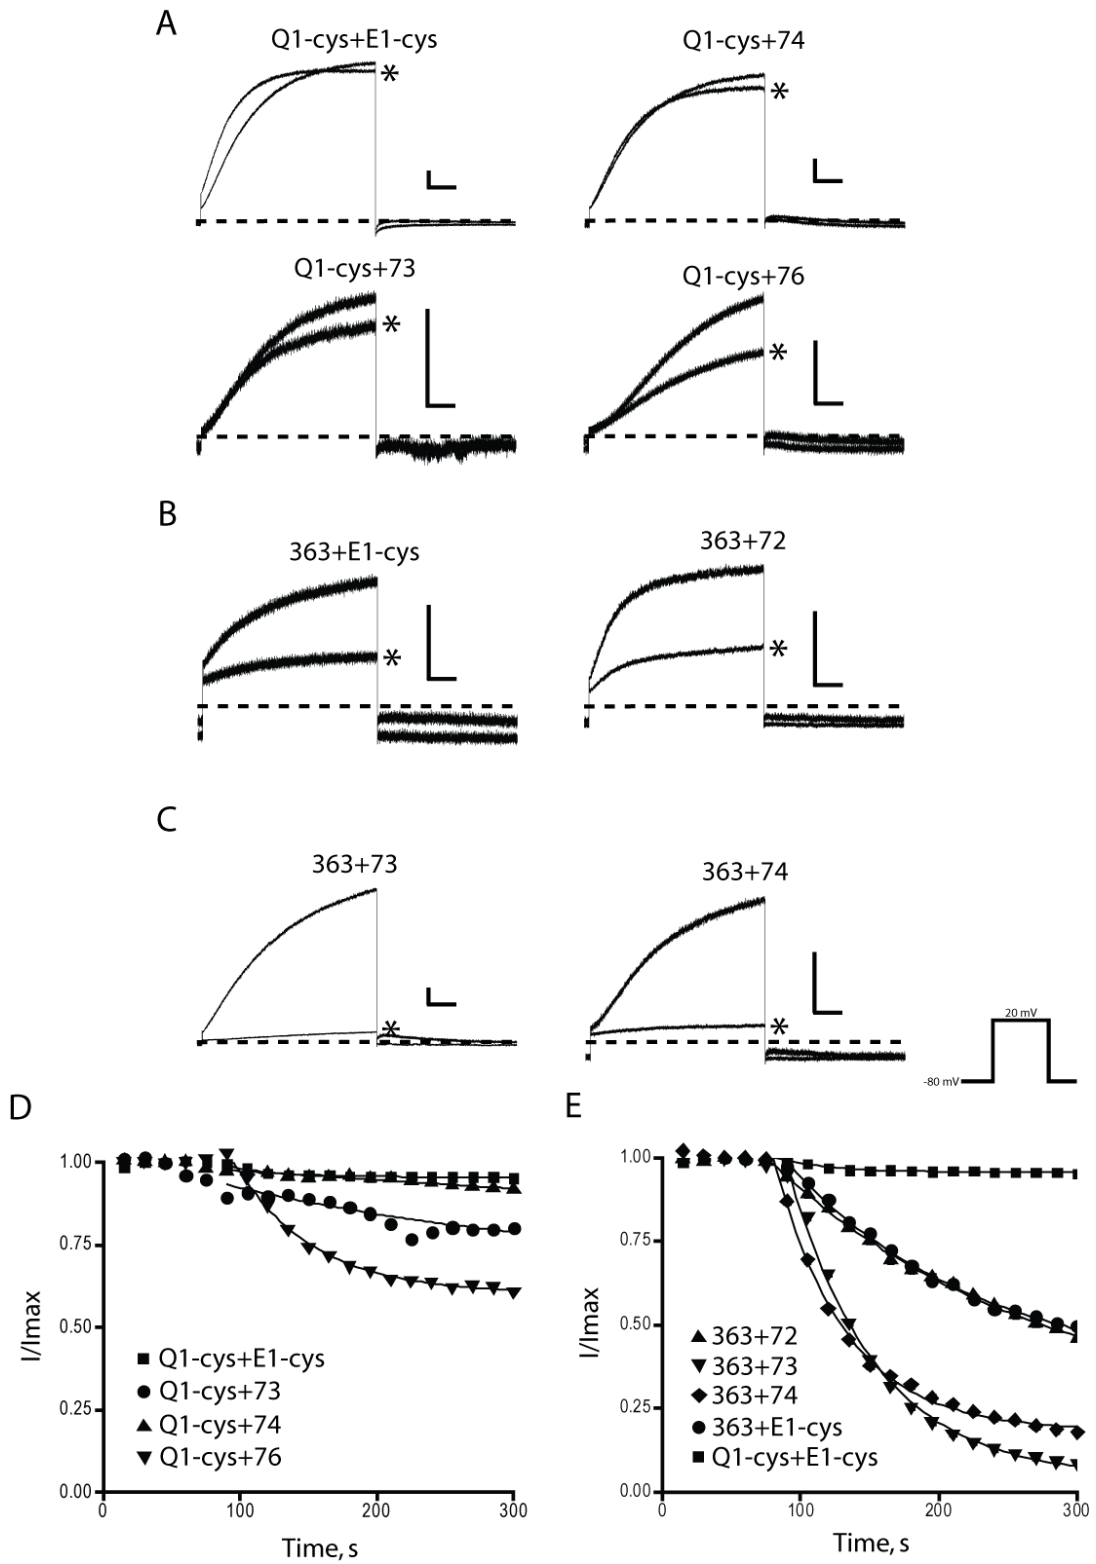 A
Q1-cys+E1-cys
Q1-cys+74
*
*
Q1-cys+73
Q1-cys+76
*
*
B
363+E1-cys
363+72
*
*
C
363+73
363+74
*
*
20 mV
-80 mV
D
E
1.00
0.75
0.50
0.25
0.00
I/Imax
Q1-cys+E1-cys
Q1-cys+73
Q1-cys+74
Q1-cys+76
0
100
200
300
Time, s
1.00
0.75
0.50
0.25
0.00
I/Imax
363+72
363+73
363+74
363+E1-cys
Q1-cys+E1-cys
0
100
200
300
Time, s